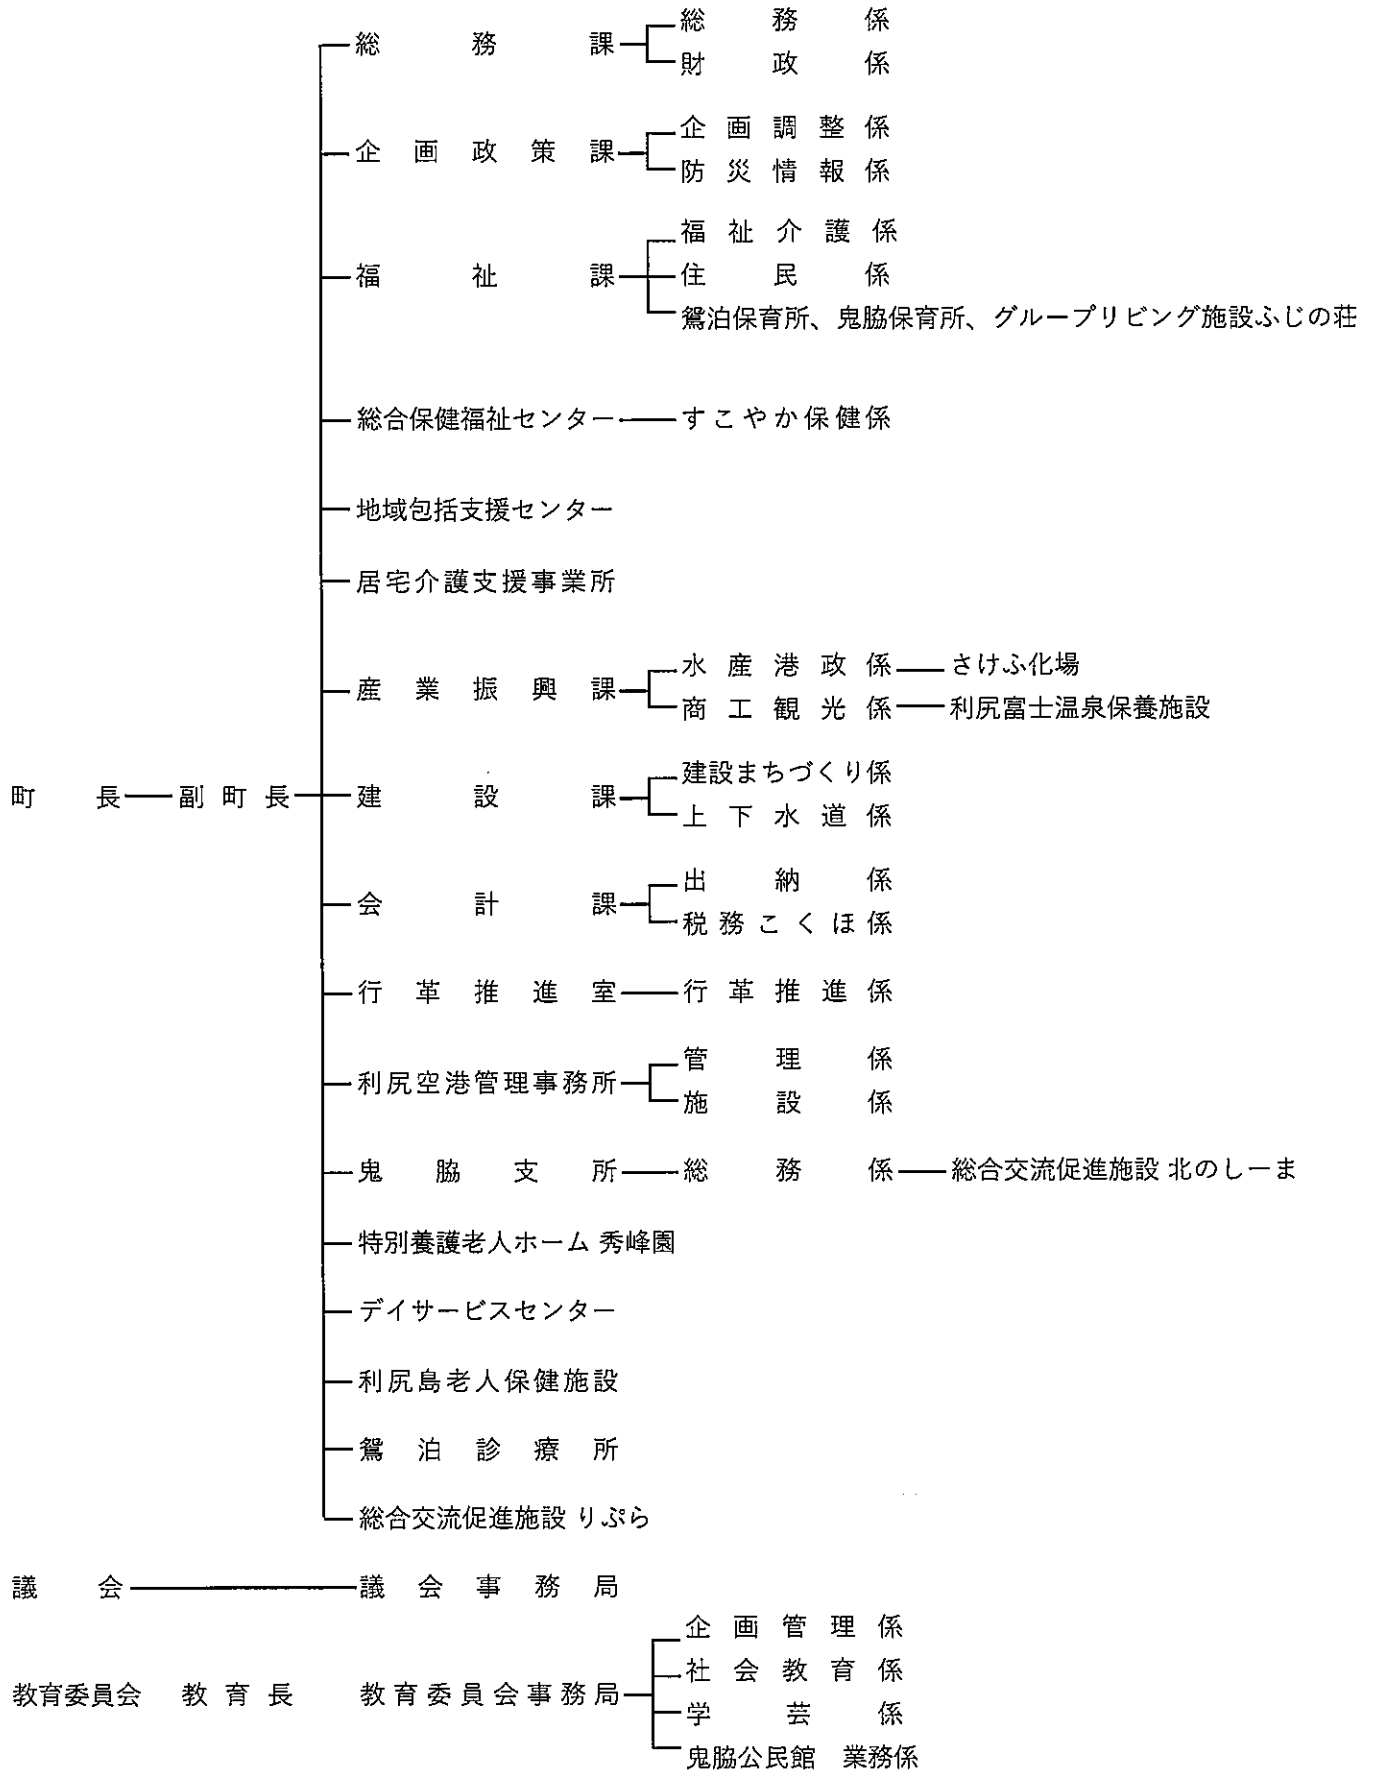 総務課 総務係
財政係
企画政策課 企画調整係
防災情報係
福祉課 福祉介護係
住民係
鴛泊保育所、鬼脇保育所、グループリビング施設ふじの荘
総合保健福祉センター すこやか保健係
地域包括支援センター
居宅介護支援事業所
産業振興課 水産港政係 さけふ化場
商工観光係 利尻富士温泉保養施設
町長 副町長 建設課 建設まちづくり係
上下水道係
会計課 出納係
税務こくほ係
行革推進室 行革推進係
利尻空港管理事務所 管理係
施設係
鬼脇支所 総務係 総合交流促進施設 北のしーま
特別養護老人ホーム 秀峰園
デイサービスセンター
利尻島老人保健施設
鴛泊診療所
総合交流促進施設 りぷら
議会 議会事務局
教育委員会 教育長 教育委員会事務局 企画管理係
社会教育係
学芸係
鬼脇公民館 業務係